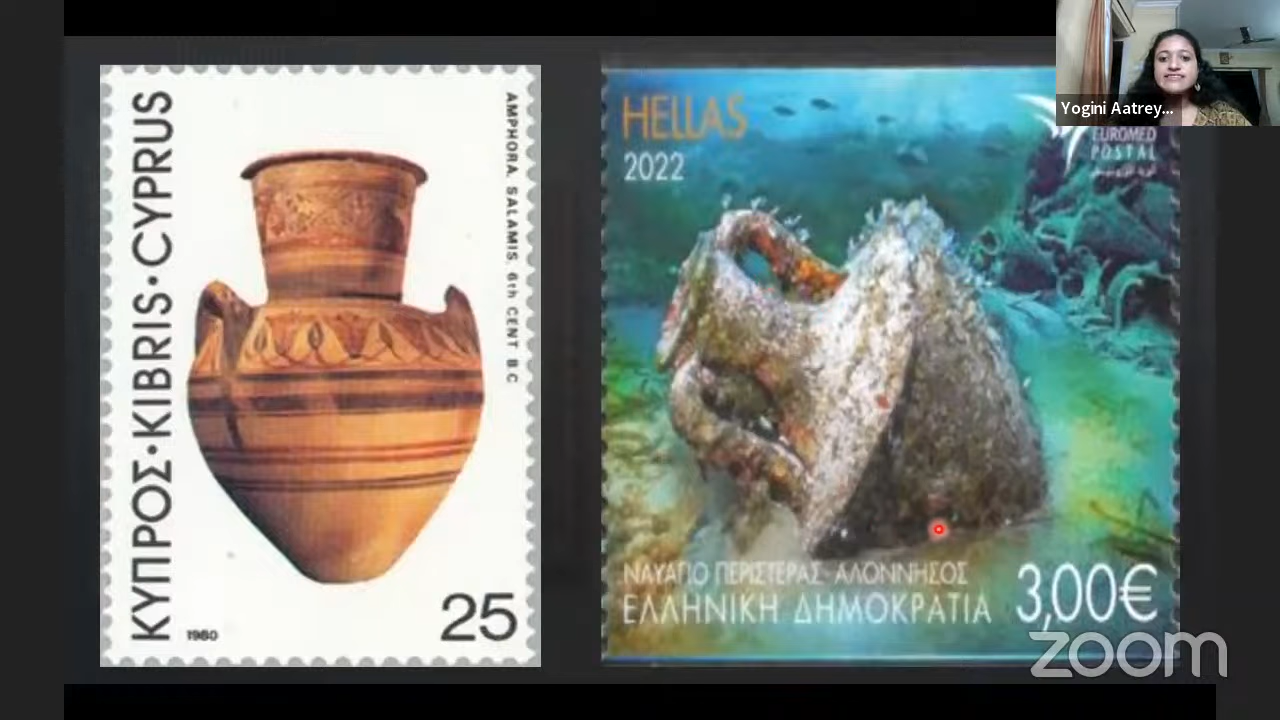 ΚΥΠΡΟΣ·KIBRIS·CYPRUS
AMPHORA, SALAMIS, 6th CENT B.C
1980
25
HELLAS
2022
EUROMED
POSTAL
ΝΑΥΑΓΙΟ ΠΕΡΙΣΤΕΡΑΣ - ΑΛΟΝΝΗΣΟΣ
ΕΛΛΗΝΙΚΗ ΔΗΜΟΚΡΑΤΙΑ
3,00€
Yogini Aatrey...
zoom